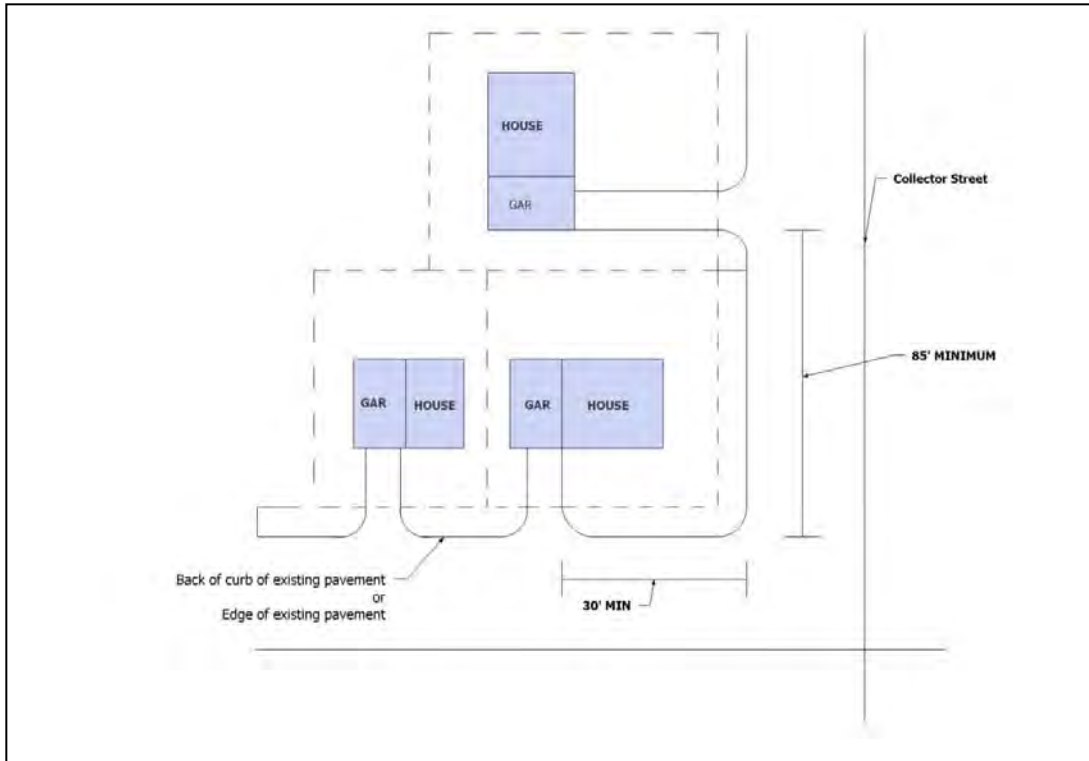 HOUSE
GAR
Collector Street
85' MINIMUM
GAR
HOUSE
GAR
HOUSE
Back of curb of existing pavement
or
Edge of existing pavement
30' MIN